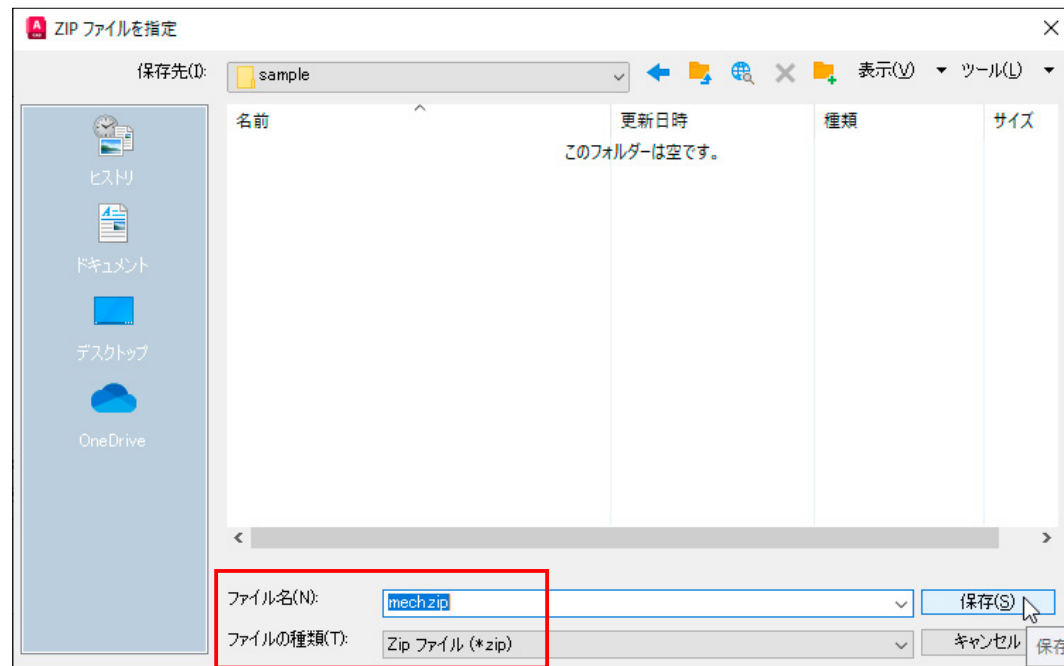 ZIP ファイルを指定
保存先(I):
sample
表示(V)
ツール(L)
名前
更新日時
種類
サイズ
このフォルダーは空です。
ヒストリ
ドキュメント
デスクトップ
OneDrive
ファイル名(N):
mech.zip
保存(S)
ファイルの種類(T):
Zip ファイル (*zip)
キャンセル
保存